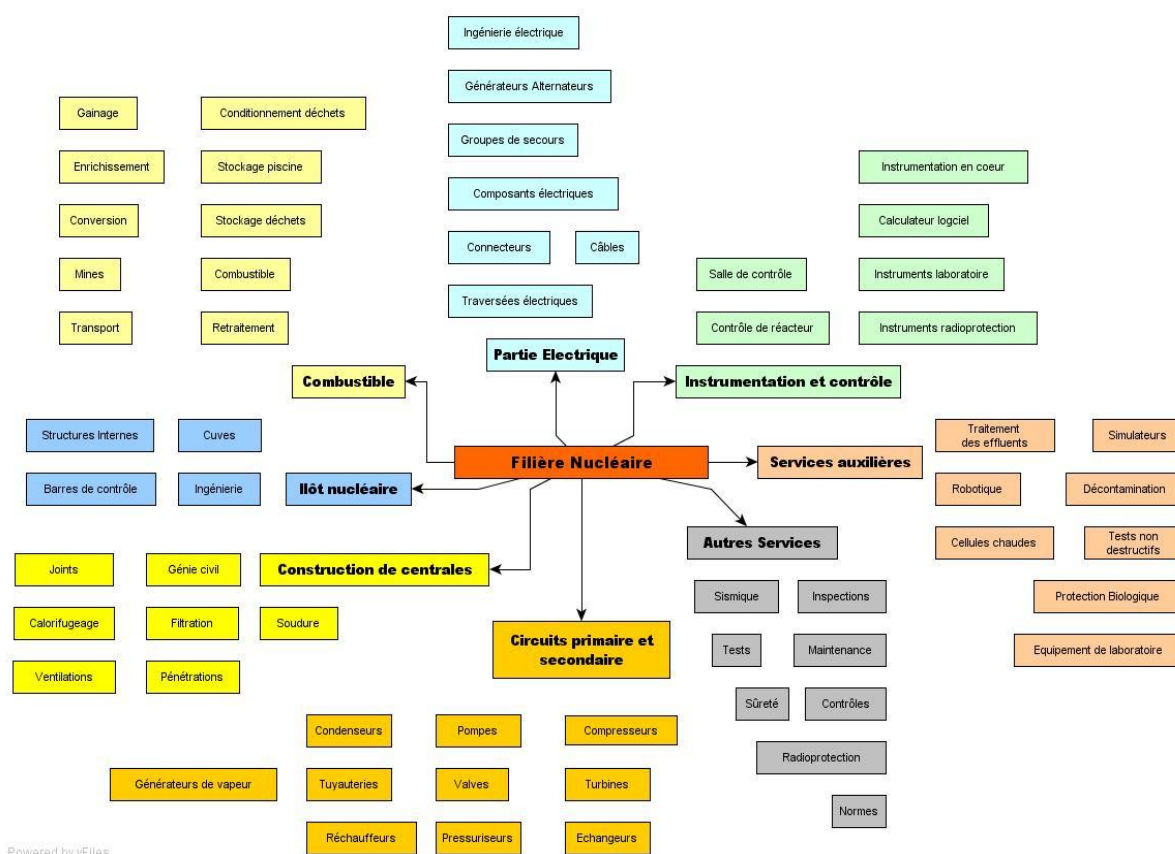 Ingénierie électrique
Générateurs Alternateurs
Gainage
Conditionnement déchets
Groupes de secours
Enrichissement
Stockage piscine
Instrumentation en coeur
Composants électriques
Conversion
Stockage déchets
Calculateur logciel
Connecteurs
Câbles
Mines
Combustible
Salle de contrôle
Instruments laboratoire
Traversées électriques
Transport
Retraitement
Contrôle de réacteur
Instruments radioprotection
Partie Electrique
Combustible
Instrumentation et contrôle
Structures Internes
Cuves
Traitement
des effluents
Simulateurs
Filière Nucléaire
Services auxilières
Barres de contrôle
Ingénierie
Ilôt nucléaire
Robotique
Décontamination
Autres Services
Cellules chaudes
Tests non
destructifs
Joints
Génie civil
Construction de centrales
Sismique
Inspections
Protection Biologique
Calorifugeage
Filtration
Soudure
Circuits primaire et
secondaire
Tests
Maintenance
Equipement de laboratoire
Ventilations
Pénétrations
Sûreté
Contrôles
Condenseurs
Pompes
Compresseurs
Radioprotection
Générateurs de vapeur
Tuyauteries
Valves
Turbines
Normes
Réchauffeurs
Pressuriseurs
Echangeurs
Powered by yFiles